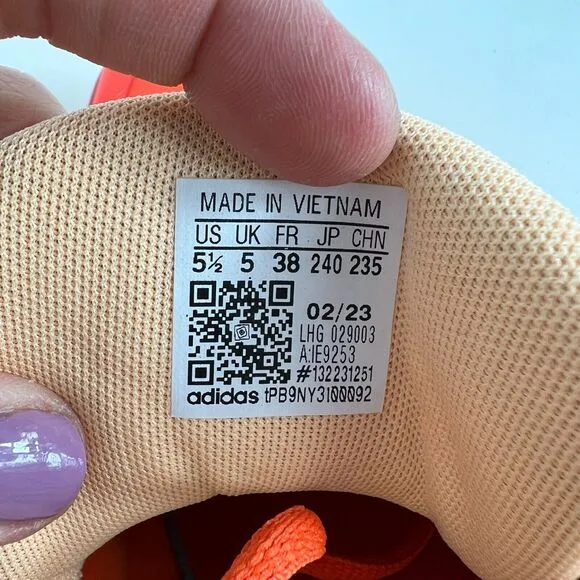 MADE IN VIETNAM
US UK FR JP CHN
5½ 5 38 240 235
02/23
LHG 029003
A:IE9253
#132231251
adidas tPB9NY3I00092